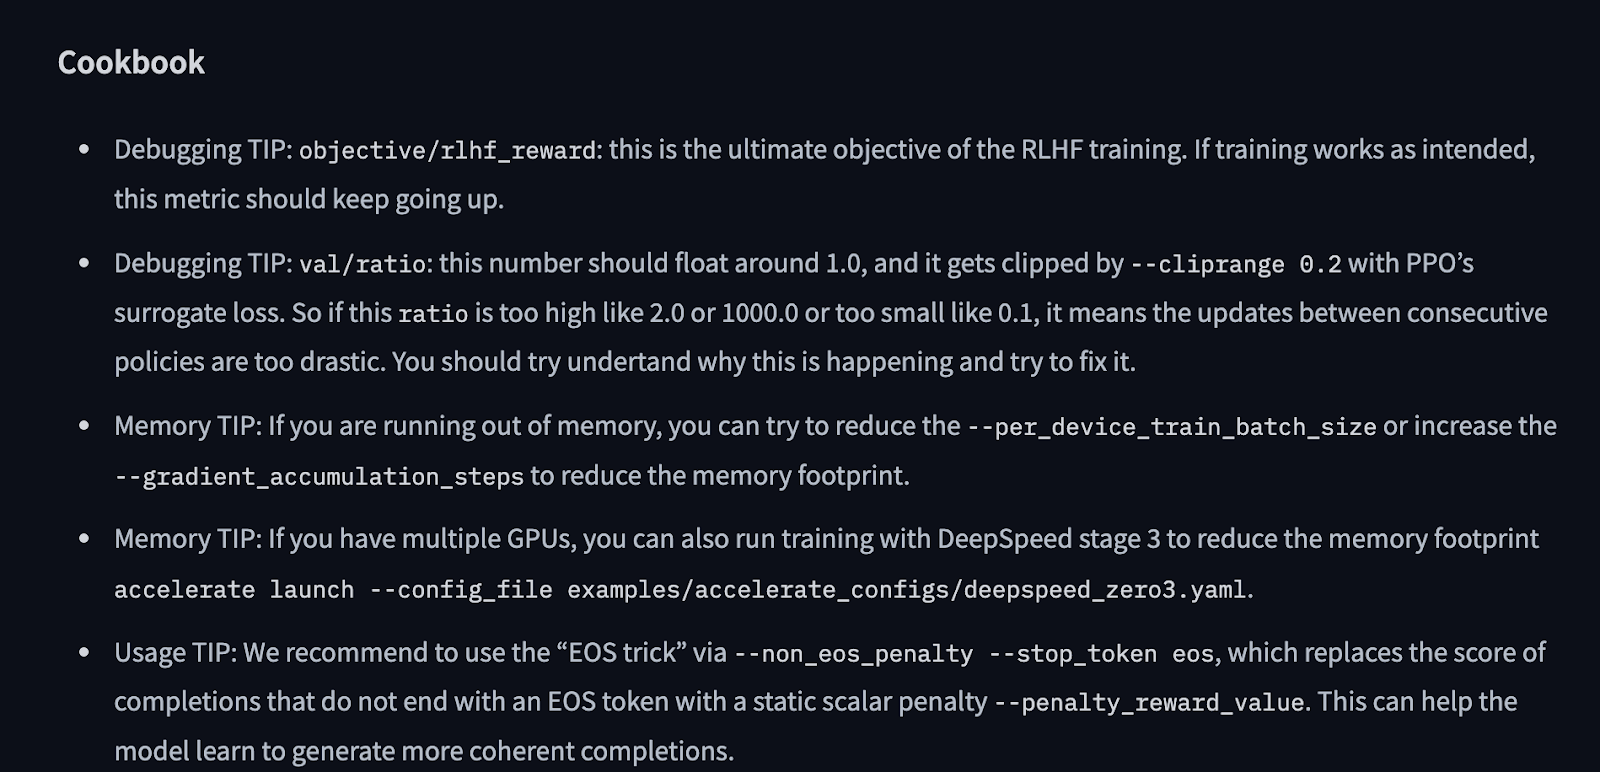 Cookbook
• Debugging TIP: objective/rlhf_reward: this is the ultimate objective of the RLHF training. If training works as intended,
this metric should keep going up.
• Debugging TIP: val/ratio: this number should float around 1.0, and it gets clipped by --cliprange 0.2 with PPO’s
surrogate loss. So if this ratio is too high like 2.0 or 1000.0 or too small like 0.1, it means the updates between consecutive
policies are too drastic. You should try undertand why this is happening and try to fix it.
• Memory TIP: If you are running out of memory, you can try to reduce the --per_device_train_batch_size or increase the
--gradient_accumulation_steps to reduce the memory footprint.
• Memory TIP: If you have multiple GPUs, you can also run training with DeepSpeed stage 3 to reduce the memory footprint
accelerate launch --config_file examples/accelerate_configs/deepspeed_zero3.yaml.
• Usage TIP: We recommend to use the “EOS trick” via --non_eos_penalty --stop_token eos, which replaces the score of
completions that do not end with an EOS token with a static scalar penalty --penalty_reward_value. This can help the
model learn to generate more coherent completions.